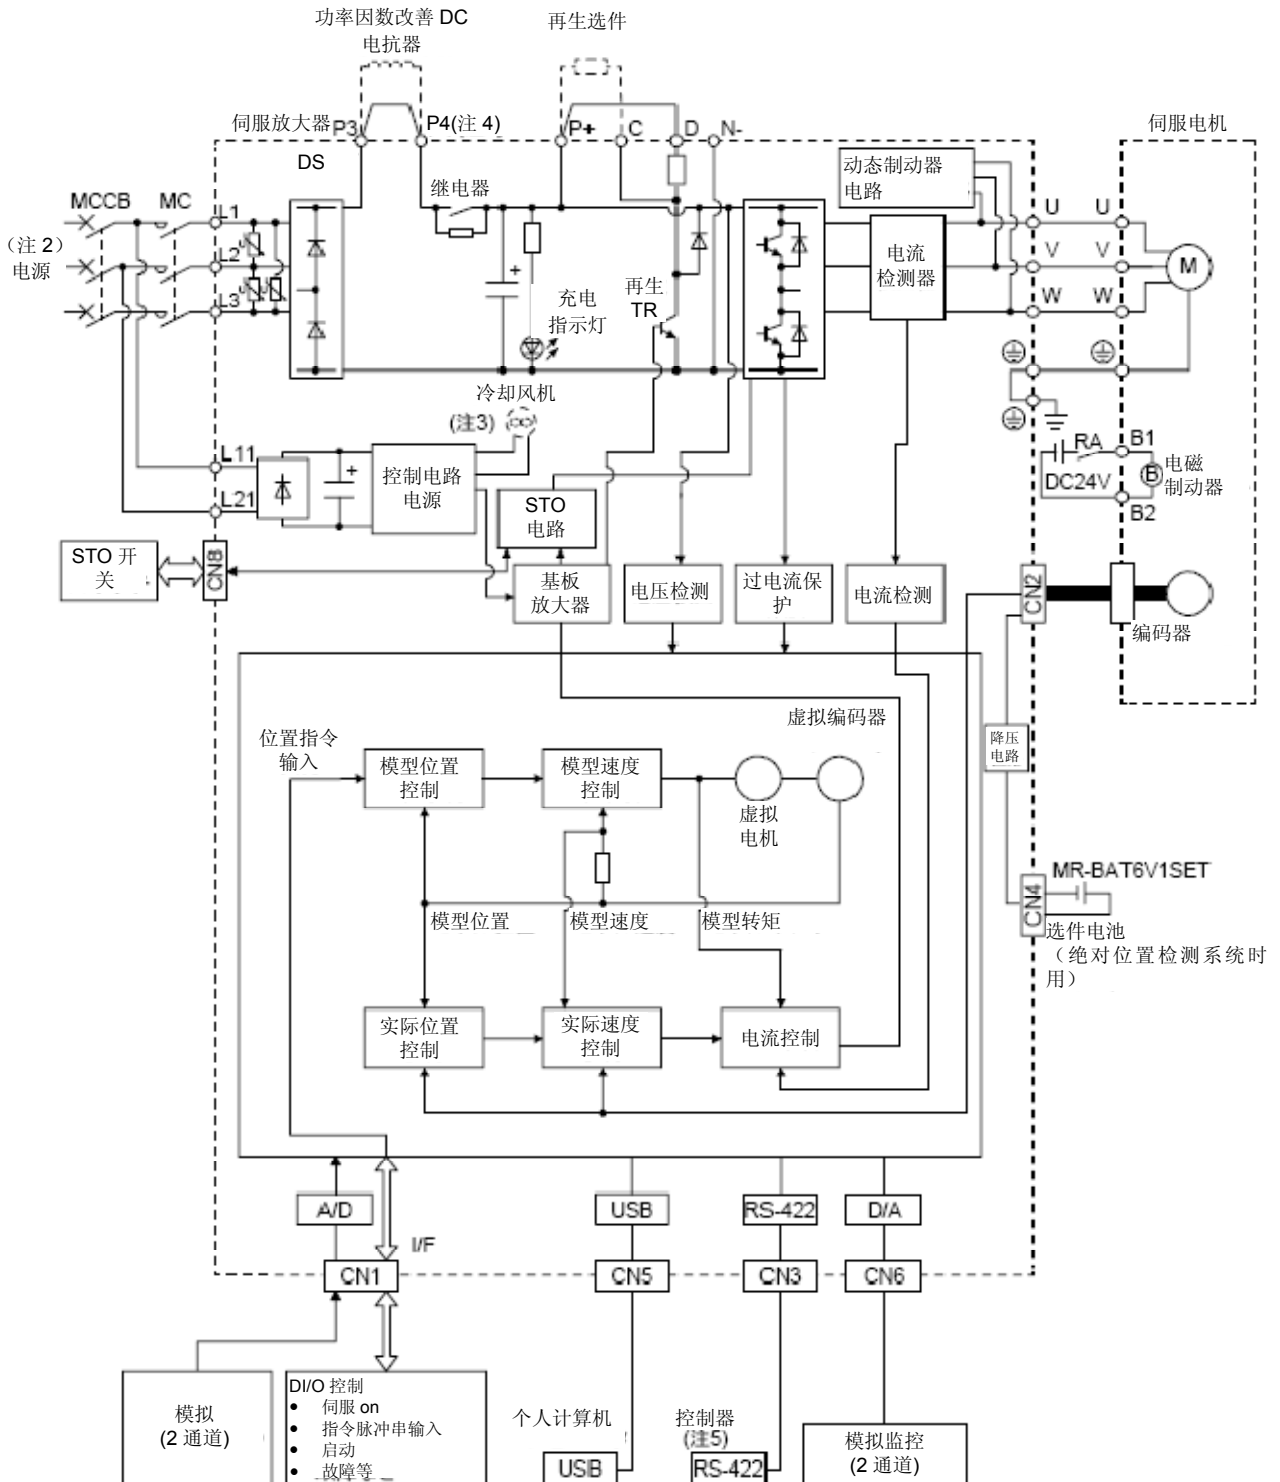 功率因数改善 DC
电抗器
再生选件
伺服放大器
P3
P4(注 4)
P+
C
D
N-
伺服电机
DS
继电器
动态制动器
电路
MCCB
MC
L1
L2
L3
（注 2）
电源
U
U
V
V
W
W
M
电流
检测器
+
充电
指示灯
再生
TR
冷却风机
(注3)
L11
L21
+
控制电路
电源
STO
电路
RA
B1
DC24V
B
电磁
制动器
B2
STO 开
关
CN8
基板
放大器
电压检测
过电流保
护
电流检测
CN2
编码器
虚拟编码器
降压
电路
位置指令
输入
模型位置
控制
模型速度
控制
虚拟
电机
MR-BAT6V1SET
CN4
选件电池
（绝对位置检测系统时
用）
模型位置
模型速度
模型转矩
实际位置
控制
实际速度
控制
电流控制
A/D
USB
RS-422
D/A
I/F
CN1
CN5
CN3
CN6
模拟
(2 通道)
DI/O 控制
• 伺服 on
• 指令脉冲串输入
• 启动
• 故障等
个人计算机
USB
控制器
(注5)
RS-422
模拟监控
(2 通道)